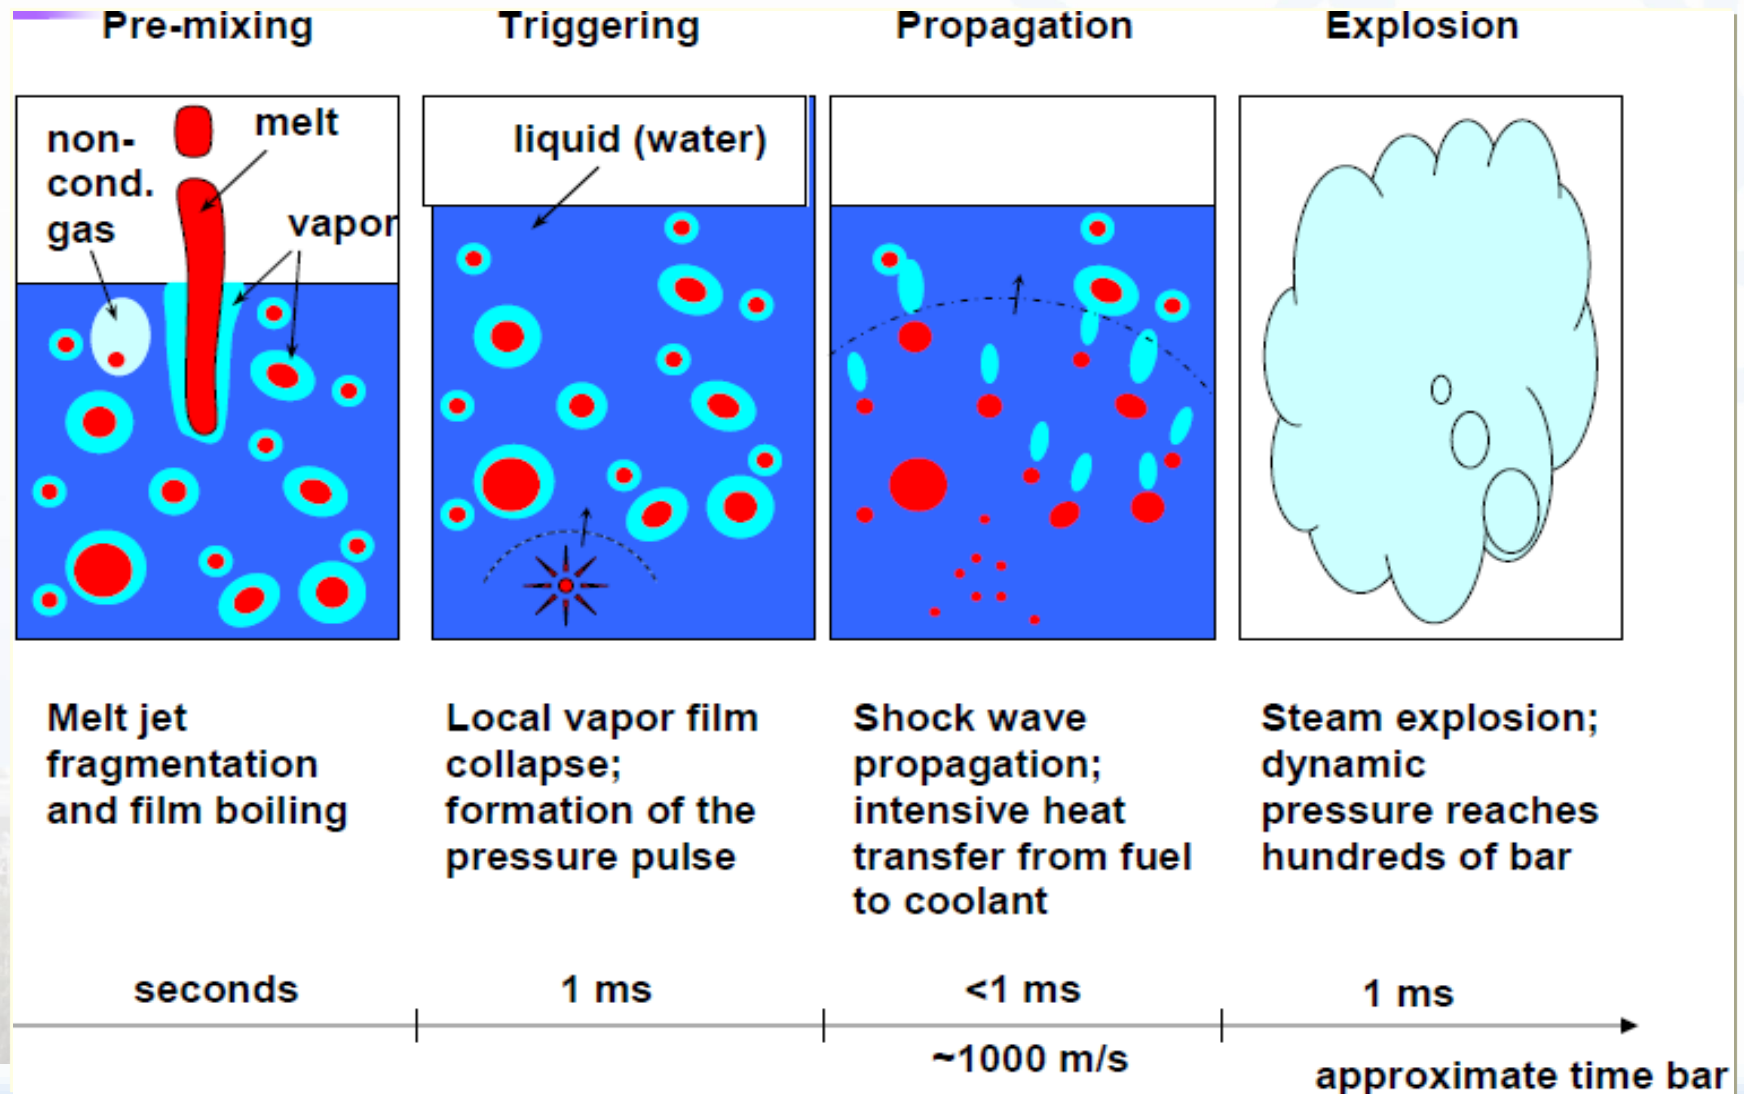 Pre-mixing
Triggering
Propagation
Explosion
non-
cond.
gas
melt
vapor
liquid (water)
Melt jet
fragmentation
and film boiling
Local vapor film
collapse;
formation of the
pressure pulse
Shock wave
propagation;
intensive heat
transfer from fuel
to coolant
Steam explosion;
dynamic
pressure reaches
hundreds of bar
seconds
1 ms
<1 ms
1 ms
~1000 m/s
approximate time bar